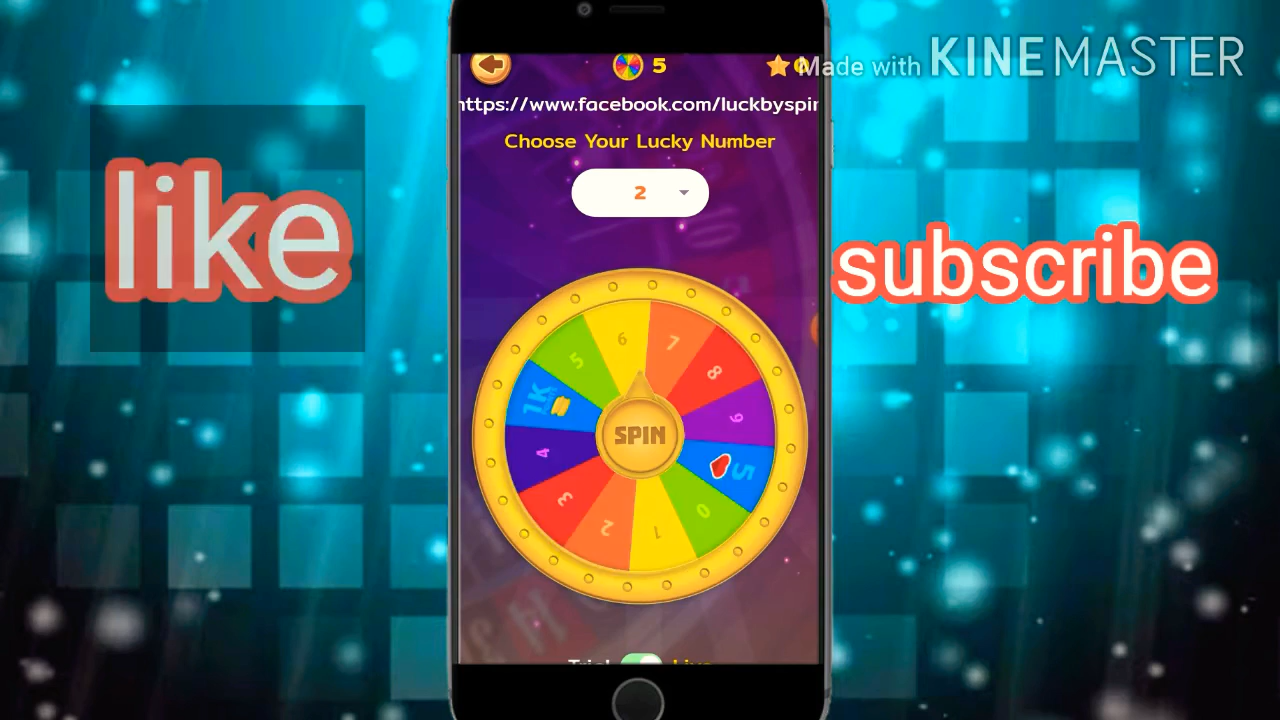 5
Made with KINEMASTER
https://www.facebook.com/luckbyspin
Choose Your Lucky Number
2
like
subscribe
6
7
5
8
1K
9
SPIN
4
5
3
0
2
1